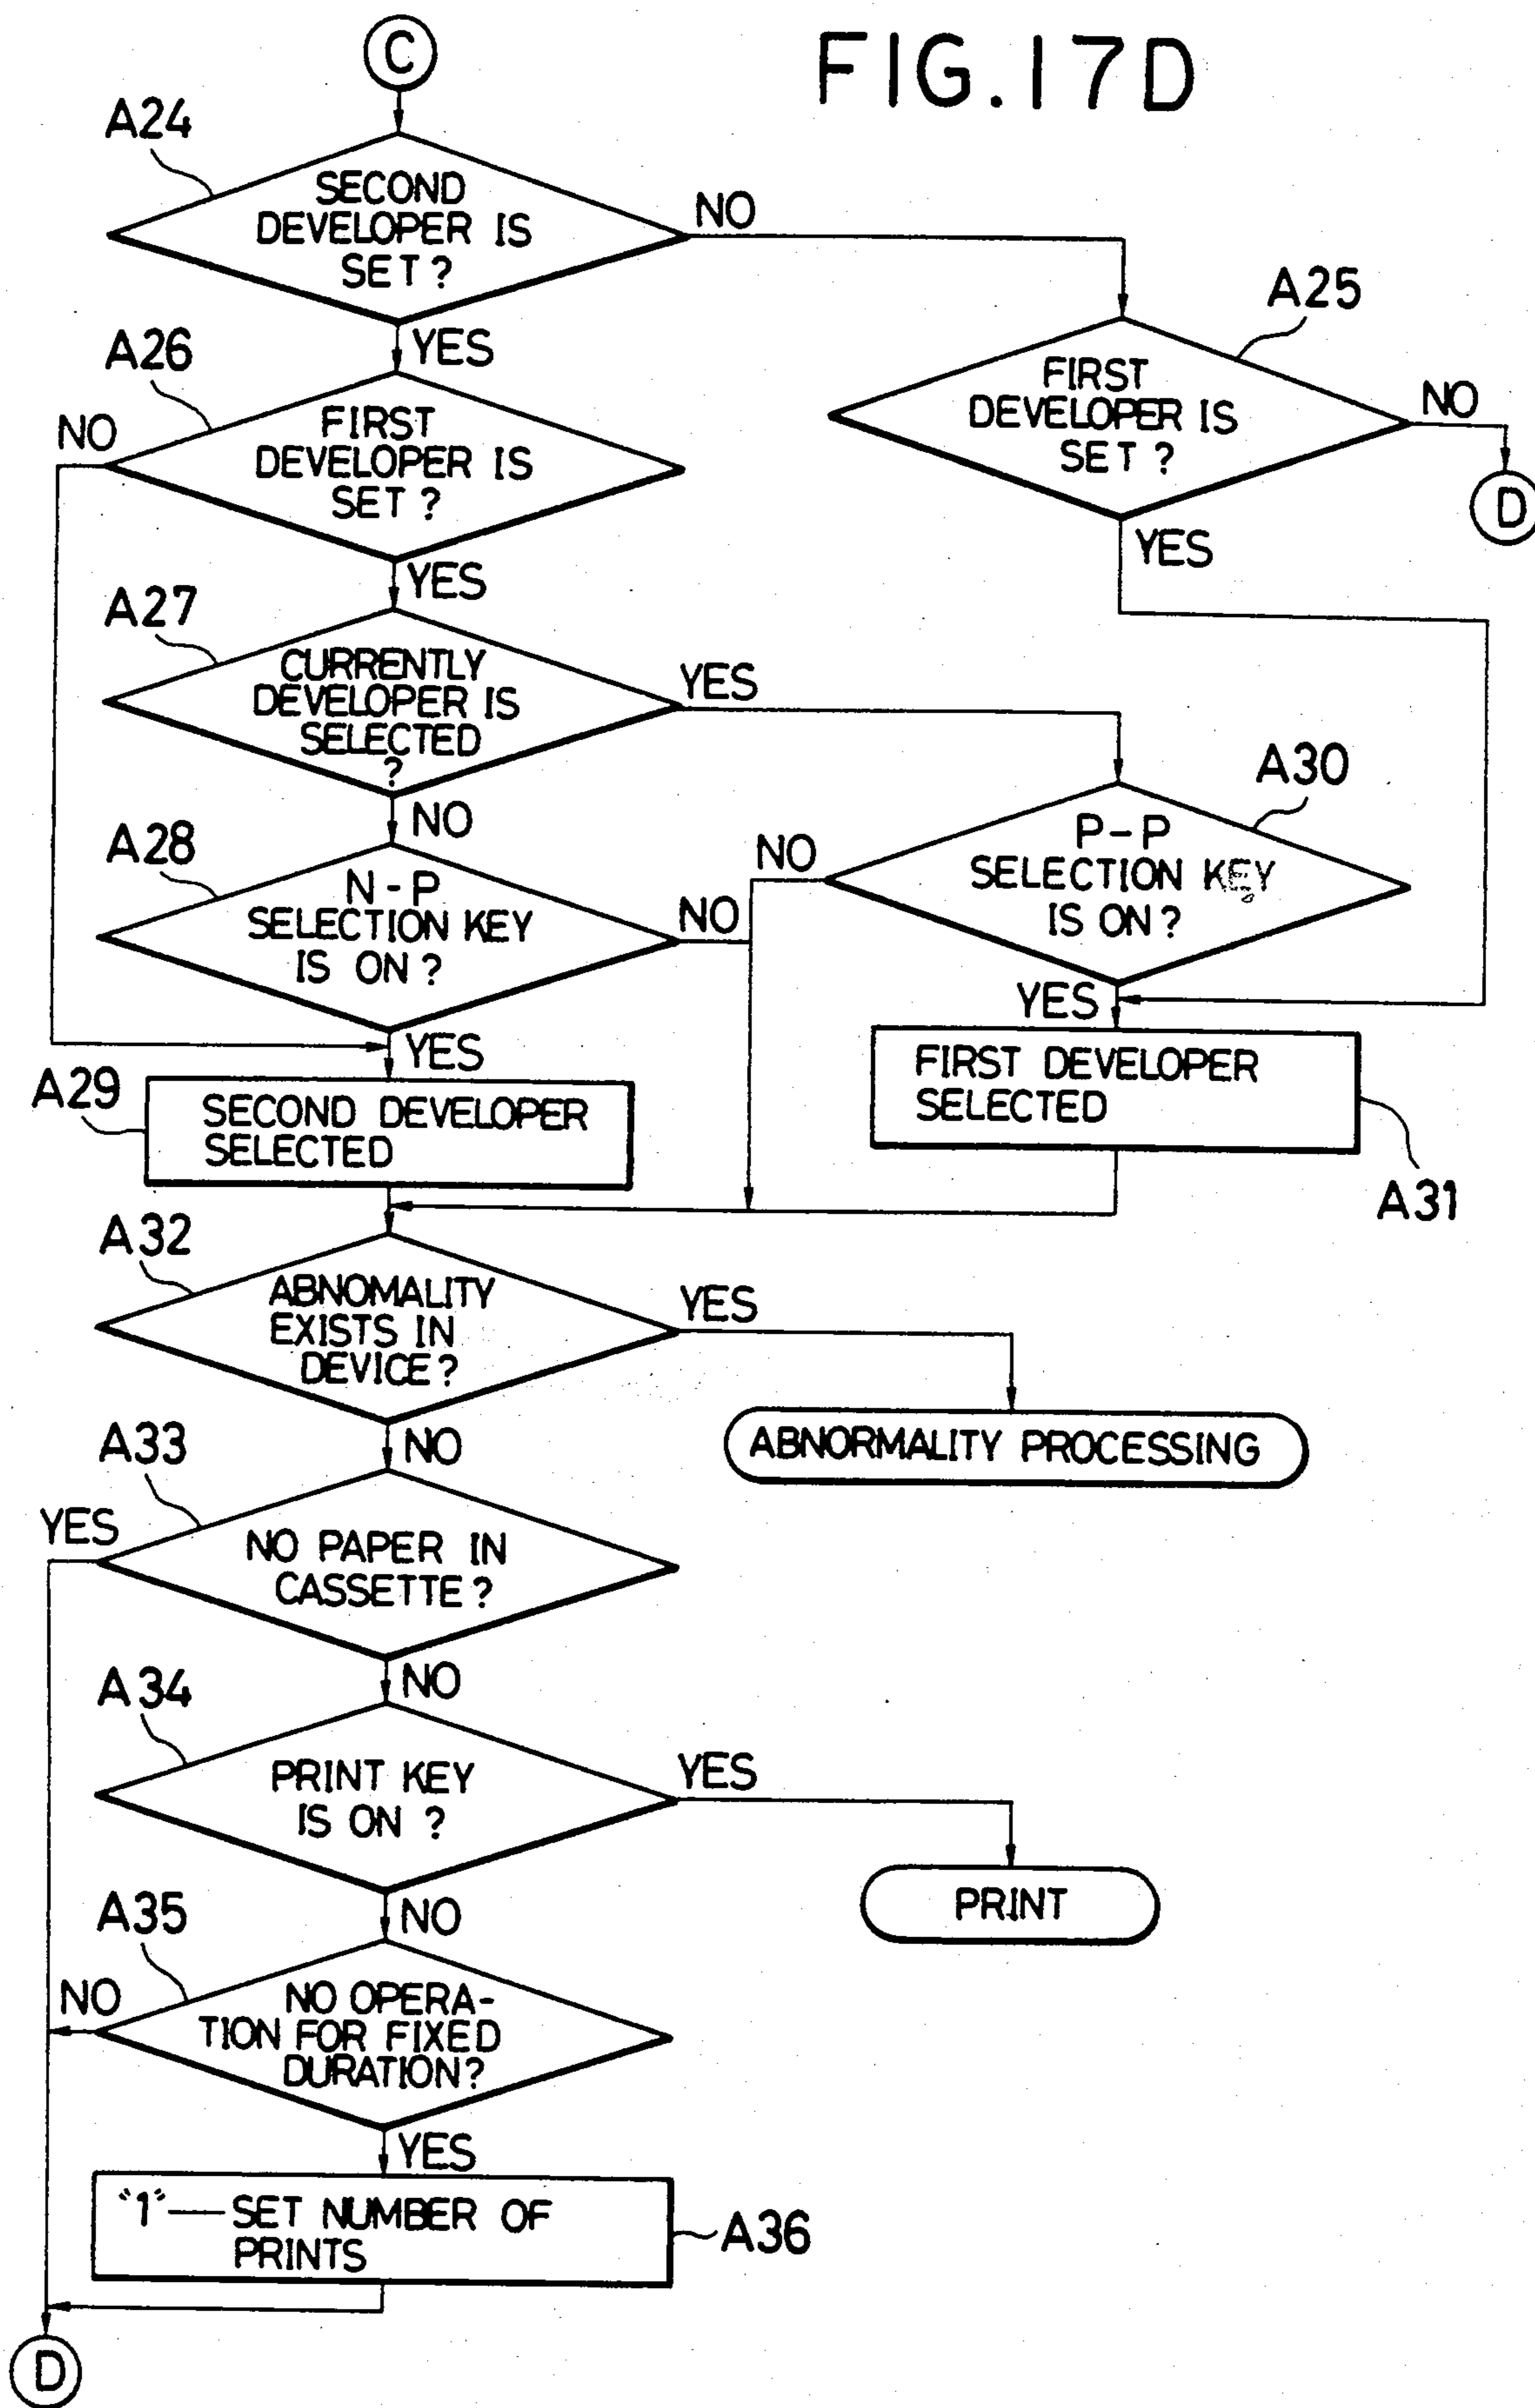 FIG.17D
C
A24
SECOND
DEVELOPER IS
SET?
NO
YES
A25
FIRST
DEVELOPER IS
SET?
NO
D
YES
A26
FIRST
DEVELOPER IS
SET?
NO
YES
A27
CURRENTLY
DEVELOPER IS
SELECTED
?
YES
NO
A28
N-P
SELECTION KEY
IS ON?
NO
YES
A30
P-P
SELECTION KEY
IS ON?
NO
YES
A29
SECOND DEVELOPER
SELECTED
FIRST DEVELOPER
SELECTED
A31
A32
ABNOMALITY
EXISTS IN
DEVICE?
YES
NO
ABNORMALITY PROCESSING
A33
YES
NO PAPER IN
CASSETTE?
NO
A34
PRINT KEY
IS ON ?
YES
NO
PRINT
A35
NO
NO OPERA-
TION FOR FIXED
DURATION?
YES
"1"—SET NUMBER OF
PRINTS
A36
D